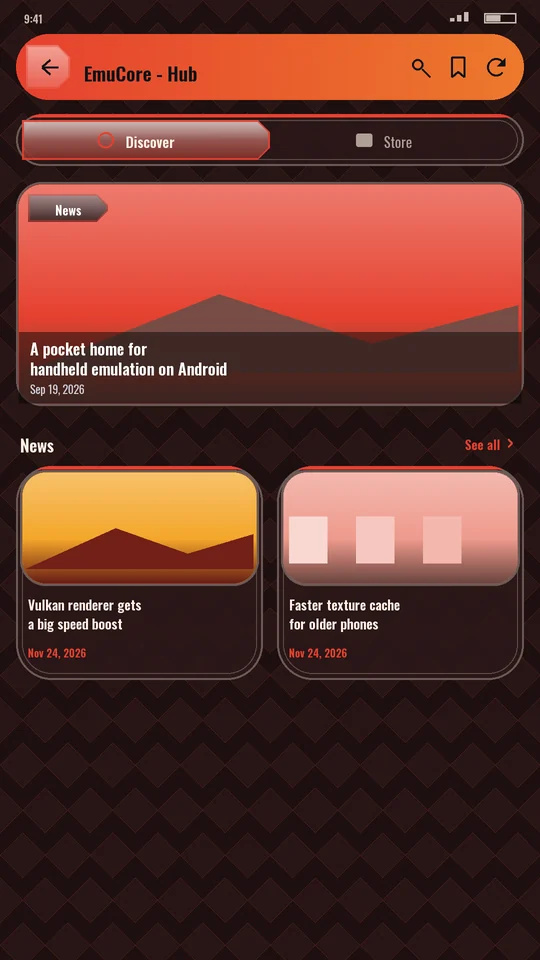 9:41
EmuCore - Hub
Discover
Store
News
A pocket home for
handheld emulation on Android
Sep 19, 2026
News
See all
Vulkan renderer gets
a big speed boost
Nov 24, 2026
Faster texture cache
for older phones
Nov 24, 2026